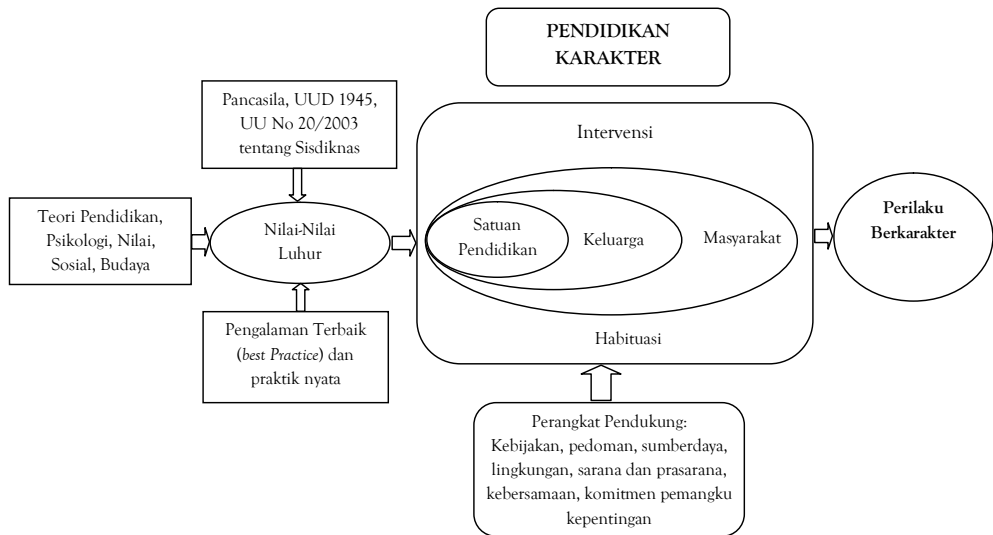 PENDIDIKAN
KARAKTER
Pancasila, UUD 1945,
UU No 20/2003
tentang Sisdiknas
Teori Pendidikan,
Psikologi, Nilai,
Sosial, Budaya
Nilai-Nilai
Luhur
Pengalaman Terbaik
(best Practice) dan
praktik nyata
Intervensi
Satuan
Pendidikan
Keluarga
Masyarakat
Habituasi
Perilaku
Berkarakter
Perangkat Pendukung:
Kebijakan, pedoman, sumberdaya,
lingkungan, sarana dan prasarana,
kebersamaan, komitmen pemangku
kepentingan